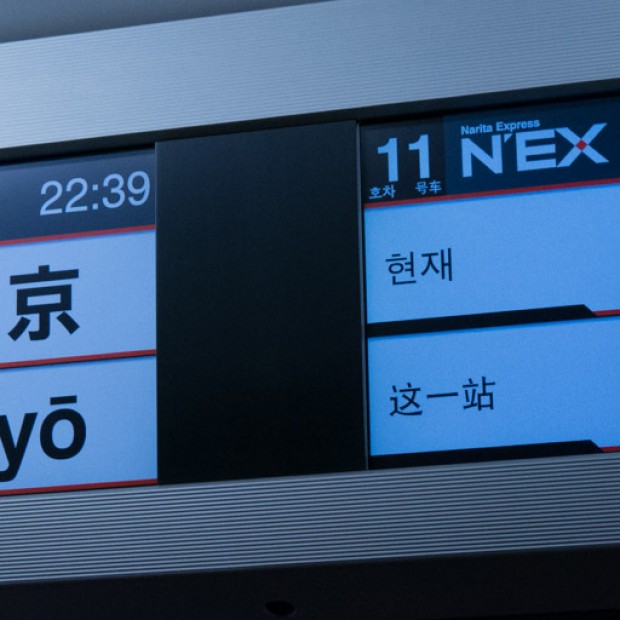 22:39
京
yō
11
호차 号车
Narita Express
N'EX
현재
这一站